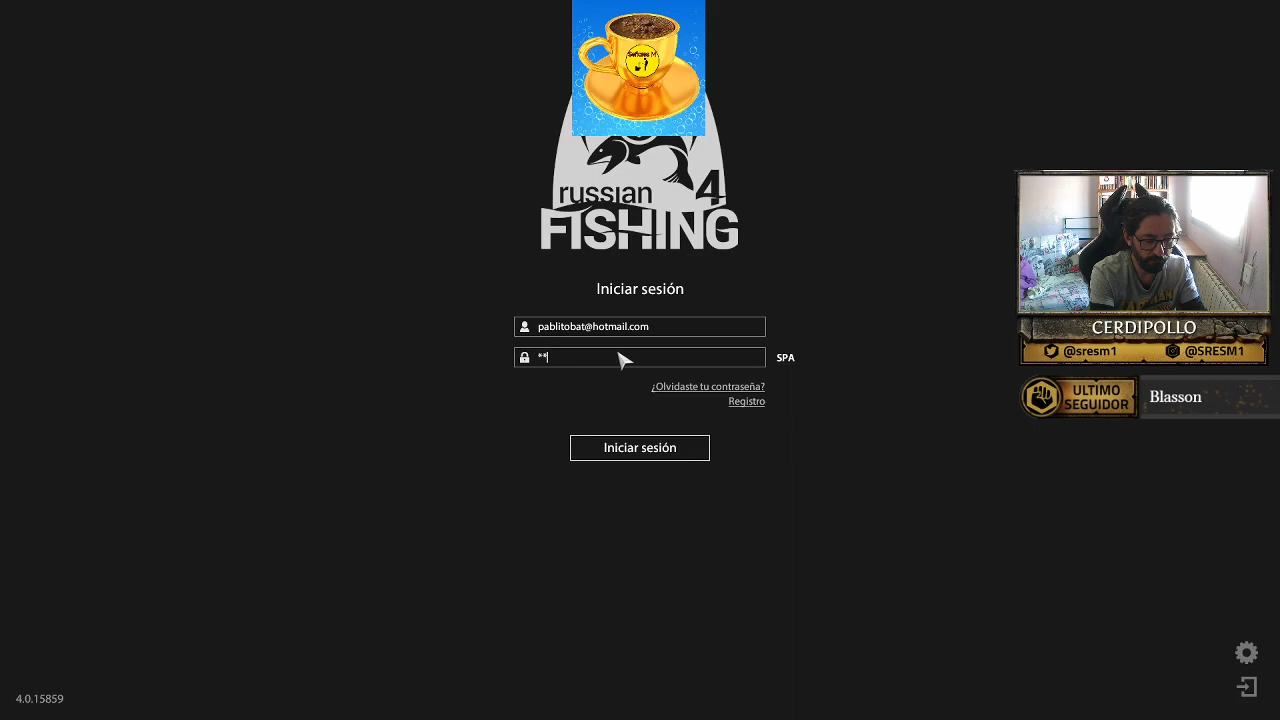 Señores M
russian 4
FISHING
Iniciar sesión
pablitobat@hotmail.com
**
SPA
¿Olvidaste tu contraseña?
Registro
Iniciar sesión
CERDIPOLLO
@sresm1 @SRESM1
ULTIMO SEGUIDOR
Blasson
4.0.15859